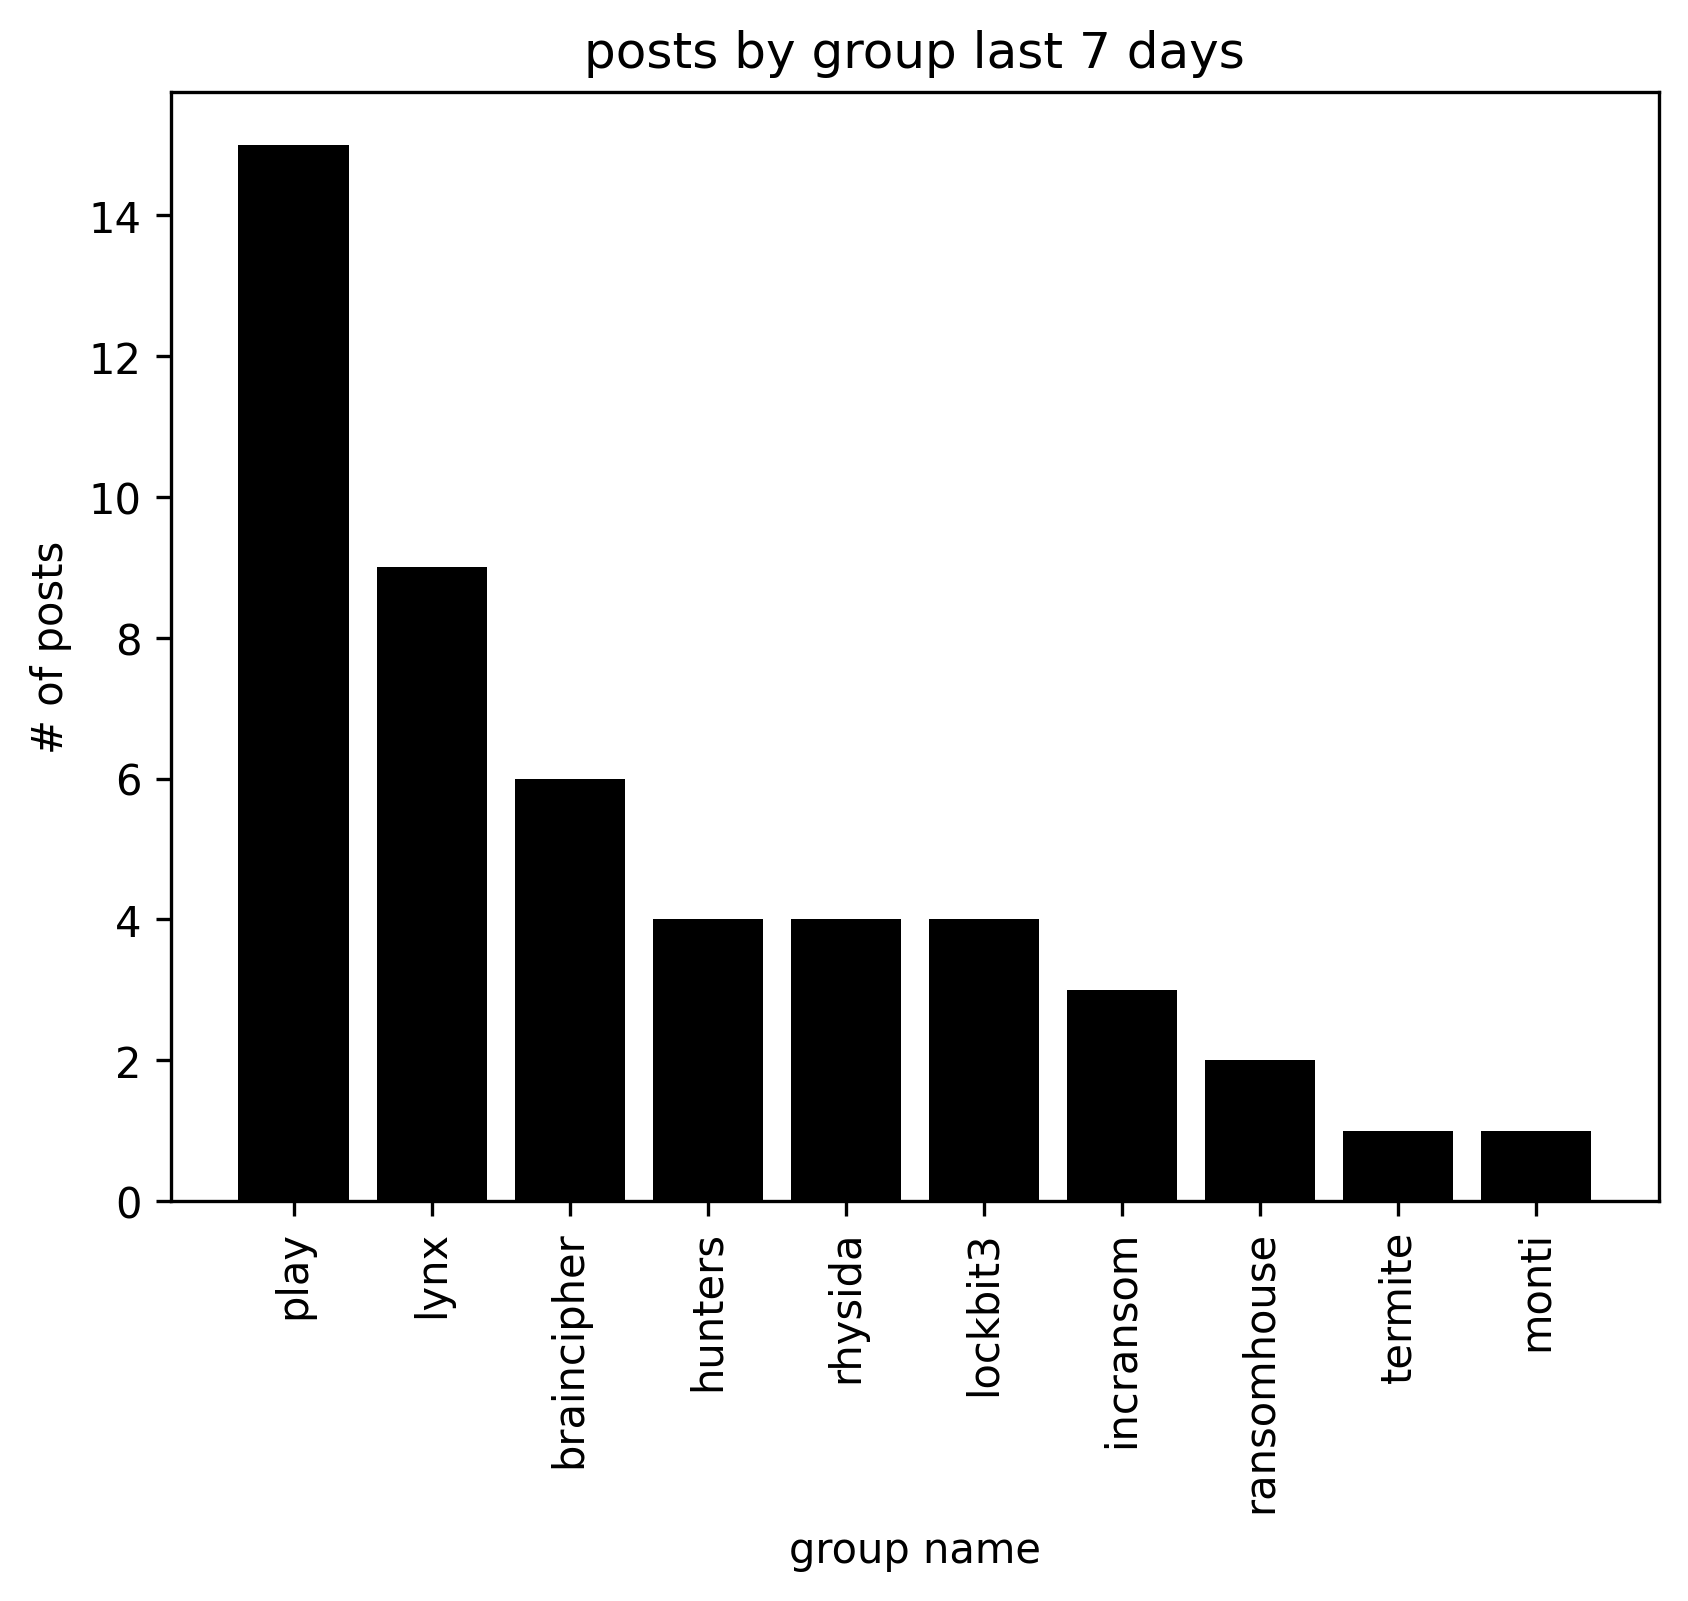 posts by group last 7 days
# of posts
14
12
10
8
6
4
2
0
play
lynx
braincipher
hunters
rhysida
lockbit3
incransom
ransomhouse
termite
monti
group name